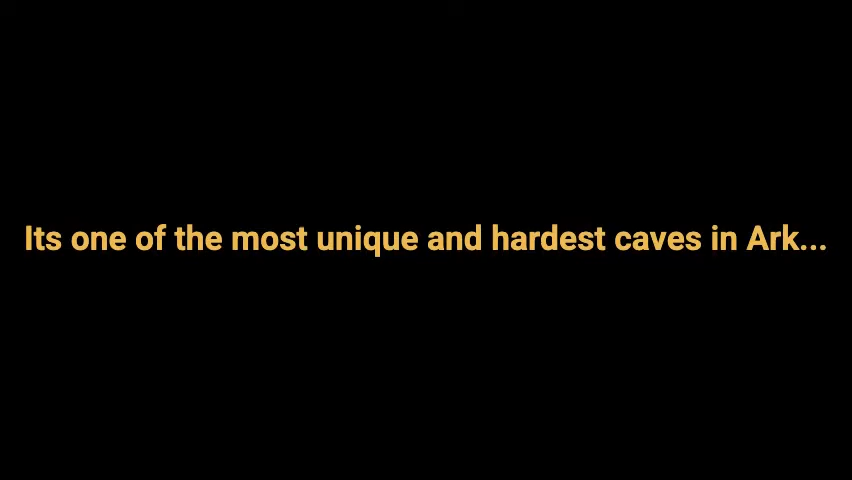 Its one of the most unique and hardest caves in Ark...